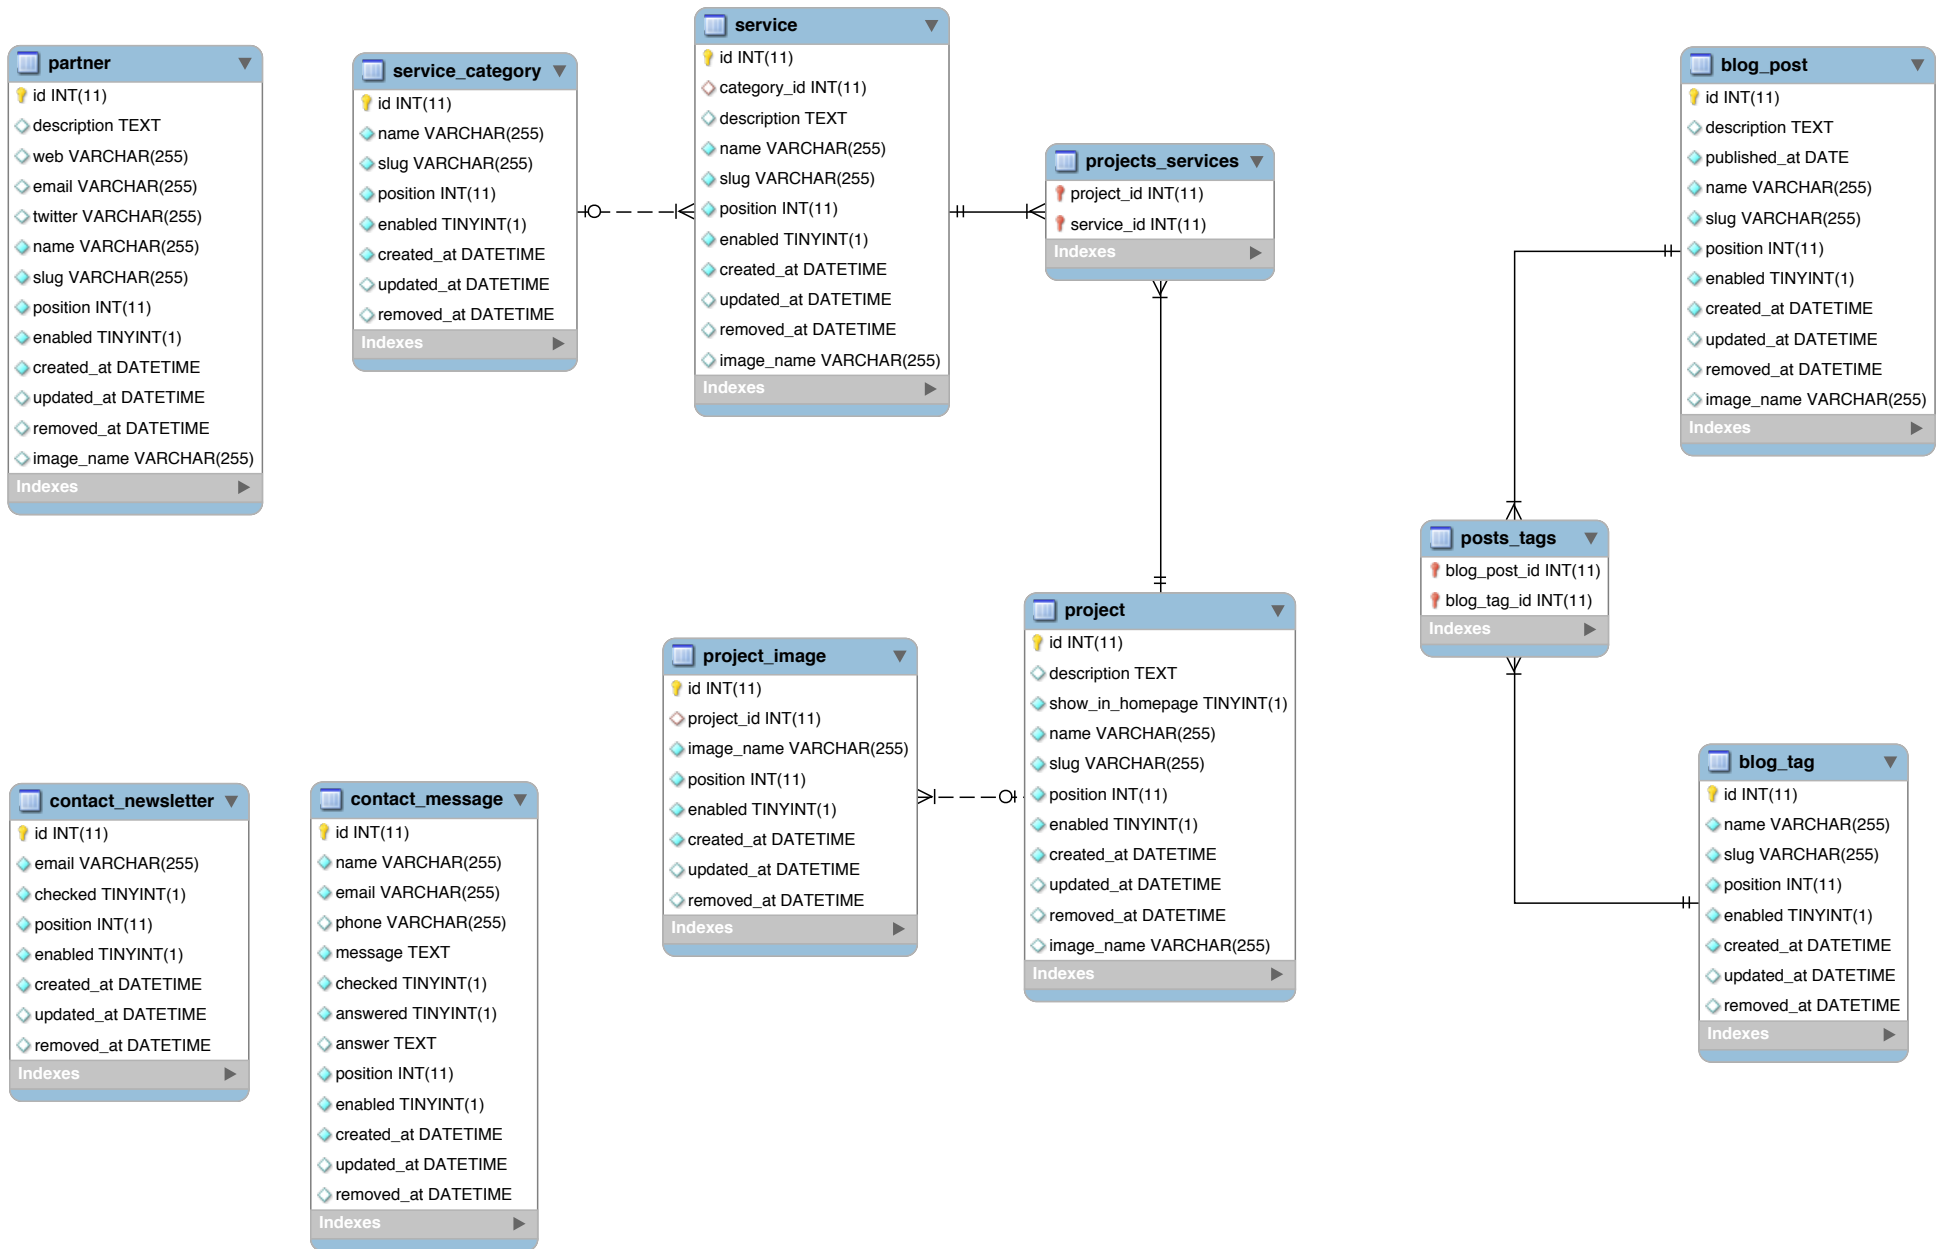 partner
id INT(11)
description TEXT
web VARCHAR(255)
email VARCHAR(255)
twitter VARCHAR(255)
name VARCHAR(255)
slug VARCHAR(255)
position INT(11)
enabled TINYINT(1)
created_at DATETIME
updated_at DATETIME
removed_at DATETIME
image_name VARCHAR(255)
Indexes
service_category
id INT(11)
name VARCHAR(255)
slug VARCHAR(255)
position INT(11)
enabled TINYINT(1)
created_at DATETIME
updated_at DATETIME
removed_at DATETIME
Indexes
service
id INT(11)
category_id INT(11)
description TEXT
name VARCHAR(255)
slug VARCHAR(255)
position INT(11)
enabled TINYINT(1)
created_at DATETIME
updated_at DATETIME
removed_at DATETIME
image_name VARCHAR(255)
Indexes
projects_services
project_id INT(11)
service_id INT(11)
Indexes
blog_post
id INT(11)
description TEXT
published_at DATE
name VARCHAR(255)
slug VARCHAR(255)
position INT(11)
enabled TINYINT(1)
created_at DATETIME
updated_at DATETIME
removed_at DATETIME
image_name VARCHAR(255)
Indexes
posts_tags
blog_post_id INT(11)
blog_tag_id INT(11)
Indexes
project_image
id INT(11)
project_id INT(11)
image_name VARCHAR(255)
position INT(11)
enabled TINYINT(1)
created_at DATETIME
updated_at DATETIME
removed_at DATETIME
Indexes
project
id INT(11)
description TEXT
show_in_homepage TINYINT(1)
name VARCHAR(255)
slug VARCHAR(255)
position INT(11)
enabled TINYINT(1)
created_at DATETIME
updated_at DATETIME
removed_at DATETIME
image_name VARCHAR(255)
Indexes
blog_tag
id INT(11)
name VARCHAR(255)
slug VARCHAR(255)
position INT(11)
enabled TINYINT(1)
created_at DATETIME
updated_at DATETIME
removed_at DATETIME
Indexes
contact_newsletter
id INT(11)
email VARCHAR(255)
checked TINYINT(1)
position INT(11)
enabled TINYINT(1)
created_at DATETIME
updated_at DATETIME
removed_at DATETIME
Indexes
contact_message
id INT(11)
name VARCHAR(255)
email VARCHAR(255)
phone VARCHAR(255)
message TEXT
checked TINYINT(1)
answered TINYINT(1)
answer TEXT
position INT(11)
enabled TINYINT(1)
created_at DATETIME
updated_at DATETIME
removed_at DATETIME
Indexes